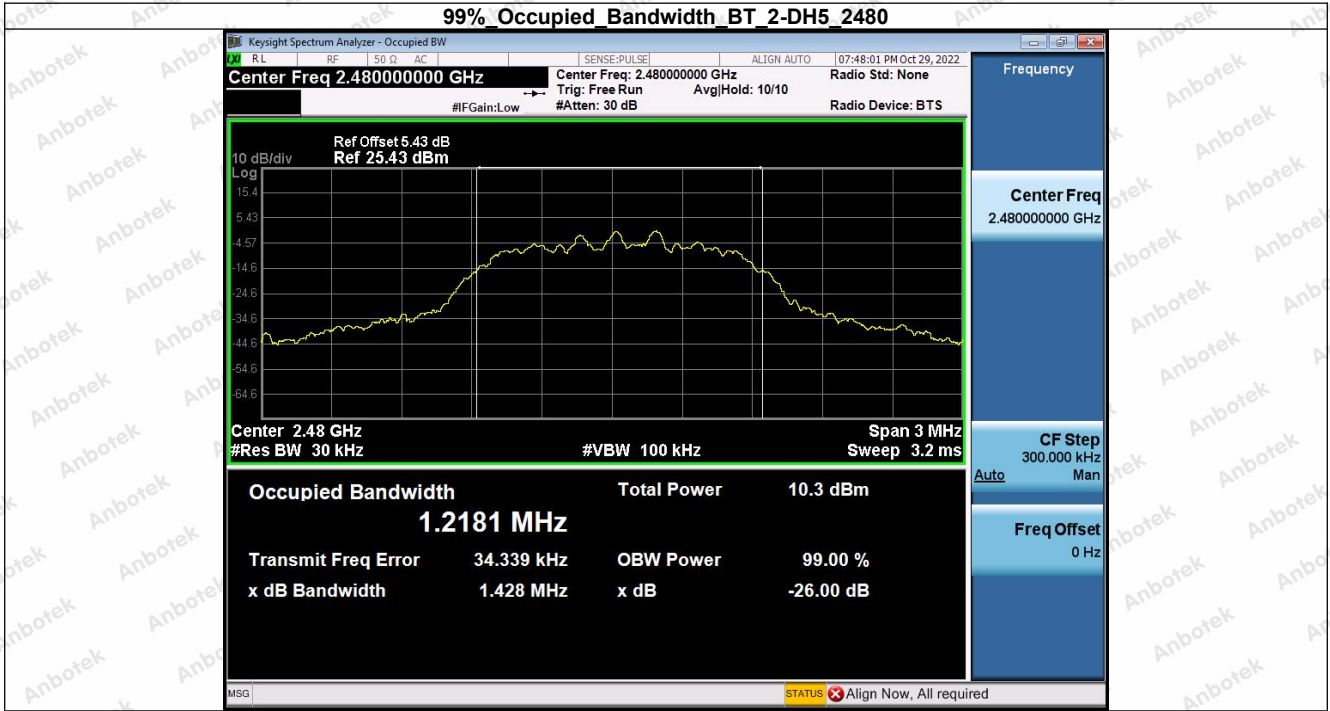 99%_Occupied_Bandwidth_BT_2-DH5_2480
Keysight Spectrum Analyzer - Occupied BW
LXI RL RF 50 Ω AC SENSE:PULSE ALIGN AUTO 07:48:01 PM Oct 29, 2022
Center Freq 2.480000000 GHz
Center Freq: 2.480000000 GHz
Radio Std: None
Trig: Free Run Avg|Hold: 10/10
#IFGain:Low
#Atten: 30 dB
Radio Device: BTS
Frequency
Ref Offset 5.43 dB
10 dB/div Ref 25.43 dBm
Log
15.4
5.43
-4.57
-14.6
-24.6
-34.6
-44.6
-54.6
-64.6
Center 2.48 GHz Span 3 MHz
#Res BW 30 kHz #VBW 100 kHz Sweep 3.2 ms
Center Freq
2.480000000 GHz
CF Step
300.000 kHz
Auto Man
Freq Offset
0 Hz
Occupied Bandwidth Total Power 10.3 dBm
1.2181 MHz
Transmit Freq Error 34.339 kHz OBW Power 99.00 %
x dB Bandwidth 1.428 MHz x dB -26.00 dB
MSG STATUS Align Now, All required
Anbotek